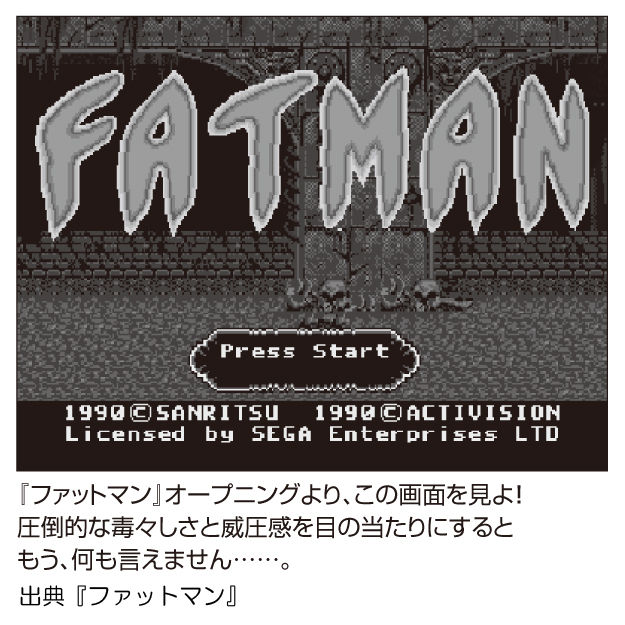 FATMAN
Press Start
1990©SANRITSU 1990©ACTIVISION
Licensed by SEGA Enterprises LTD
『ファットマン』オープニングより、この画面を見よ!
圧倒的な毒々しさと威圧感を目の当たりにすると
もう、何も言えません……。
出典『ファットマン』